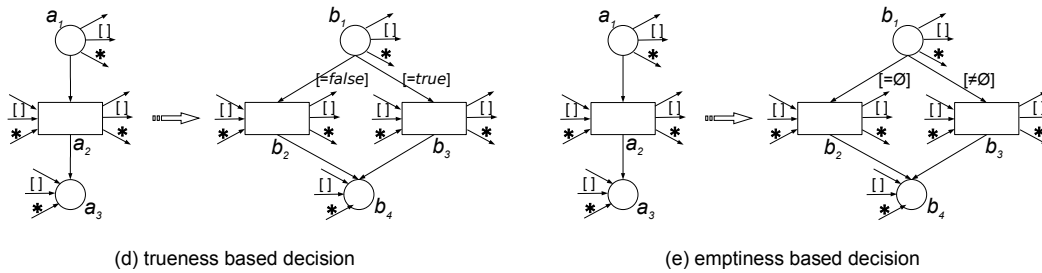 a1
[ ]
*
[ ]
*
[ ]
*
a2
[ ]
*
a3
b1
[ ]
*
[=false] [=true]
[ ]
*
[ ]
*
[ ]
*
[ ]
*
b2
b3
[ ]
*
b4
(d) trueness based decision
a1
[ ]
*
[ ]
*
[ ]
*
a2
[ ]
*
a3
b1
[ ]
*
[=Ø] [≠Ø]
[ ]
*
[ ]
*
[ ]
*
[ ]
*
b2
b3
[ ]
*
b4
(e) emptiness based decision